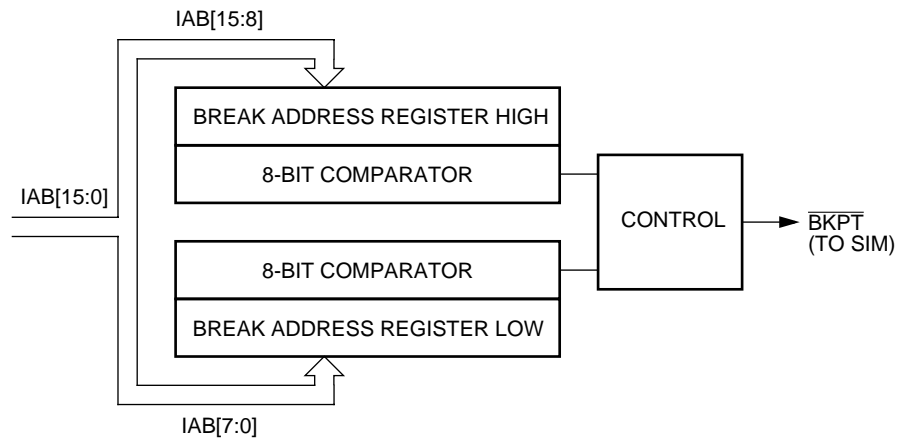 IAB[15:8]
BREAK ADDRESS REGISTER HIGH
8-BIT COMPARATOR
IAB[15:0]
CONTROL
BKPT
(TO SIM)
8-BIT COMPARATOR
BREAK ADDRESS REGISTER LOW
IAB[7:0]